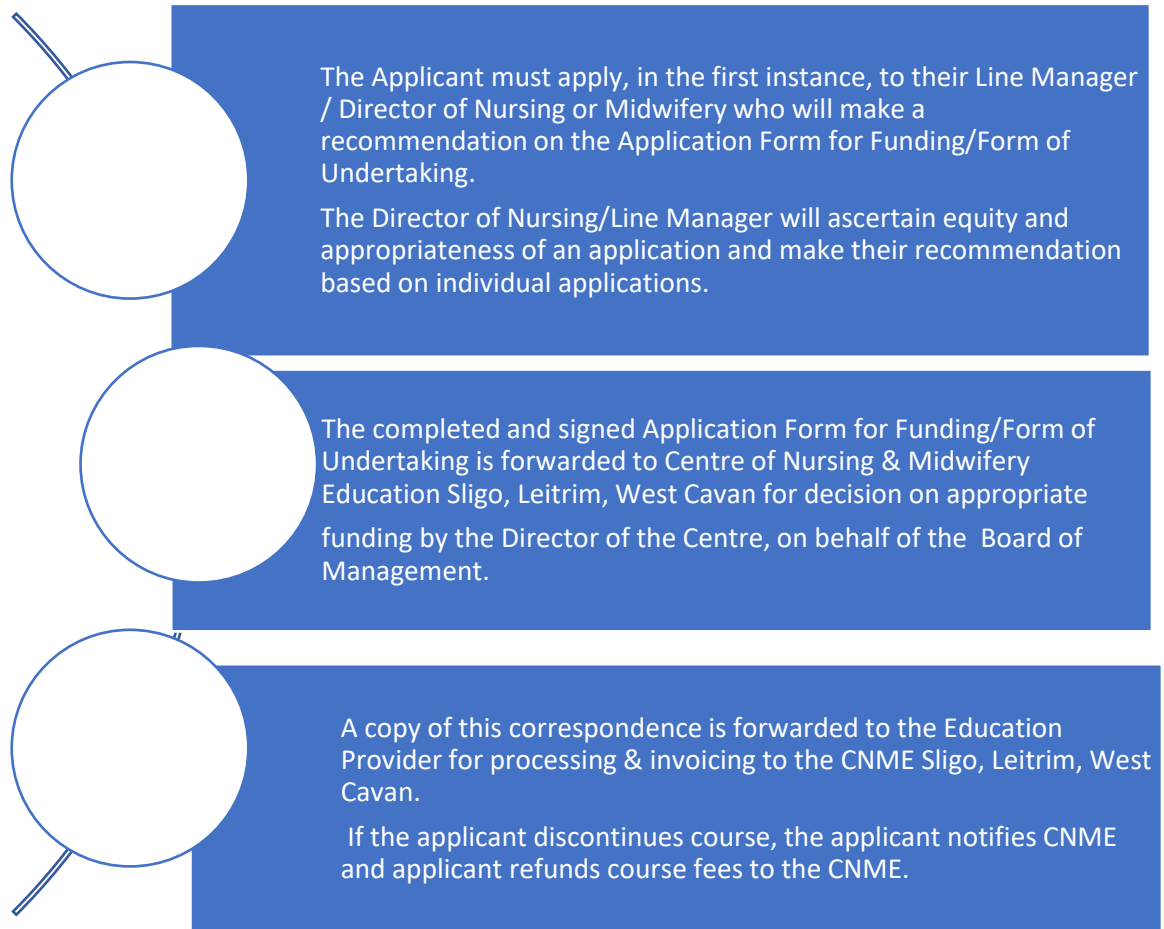 The Applicant must apply, in the first instance, to their Line Manager
/ Director of Nursing or Midwifery who will make a
recommendation on the Application Form for Funding/Form of
Undertaking.
The Director of Nursing/Line Manager will ascertain equity and
appropriateness of an application and make their recommendation
based on individual applications.
The completed and signed Application Form for Funding/Form of
Undertaking is forwarded to Centre of Nursing & Midwifery
Education Sligo, Leitrim, West Cavan for decision on appropriate
funding by the Director of the Centre, on behalf of the  Board of
Management.
A copy of this correspondence is forwarded to the Education
Provider for processing & invoicing to the CNME Sligo, Leitrim, West
Cavan.
If the applicant discontinues course, the applicant notifies CNME
and applicant refunds course fees to the CNME.